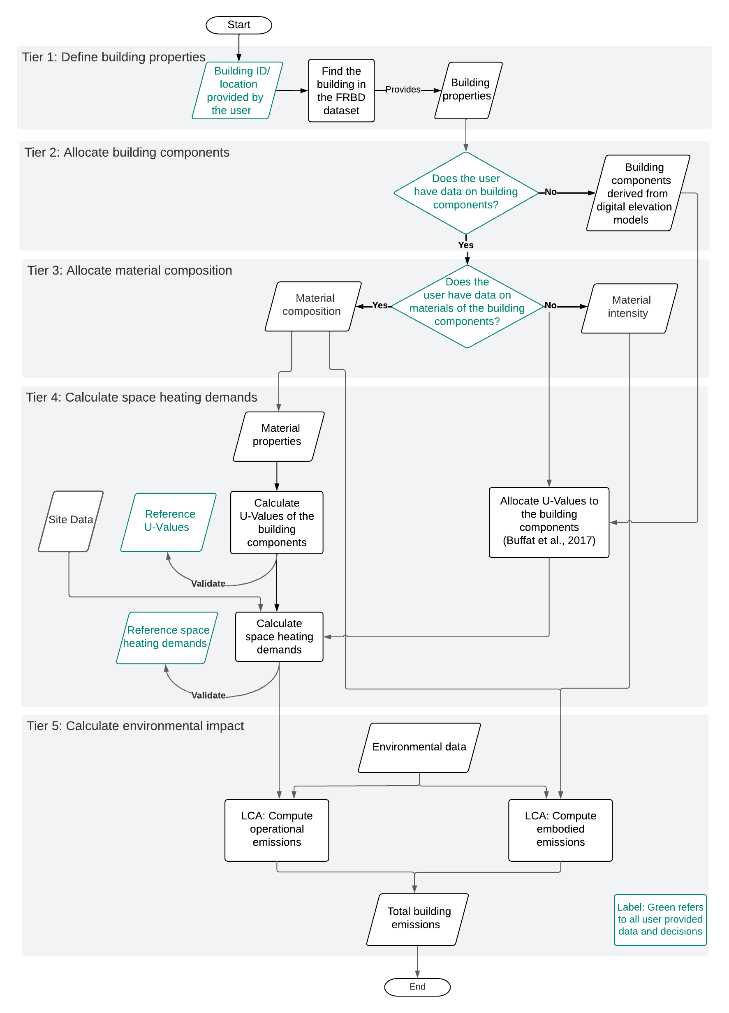 Start
Tier 1: Define building properties
Building ID/
location
provided by
the user
Find the
building in
the FRBD
dataset
Provides
Building
properties
Tier 2: Allocate building components
Does the user
have data on building
components?
No
Building
components
derived from
digital elevation
models
Yes
Tier 3: Allocate material composition
Material
composition
Yes
Does the
user have data on
materials of the building
components?
No
Material
intensity
Tier 4: Calculate space heating demands
Material
properties
Site Data
Reference
U-Values
Calculate
U-Values of the
building
components
Allocate U-Values to
the building
components
(Buffat et al., 2017)
Validate
Reference space
heating demands
Calculate
space heating
demands
Validate
Tier 5: Calculate environmental impact
Environmental data
LCA: Compute
operational
emissions
LCA: Compute
embodied
emissions
Total building
emissions
Label: Green refers
to all user provided
data and decisions
End